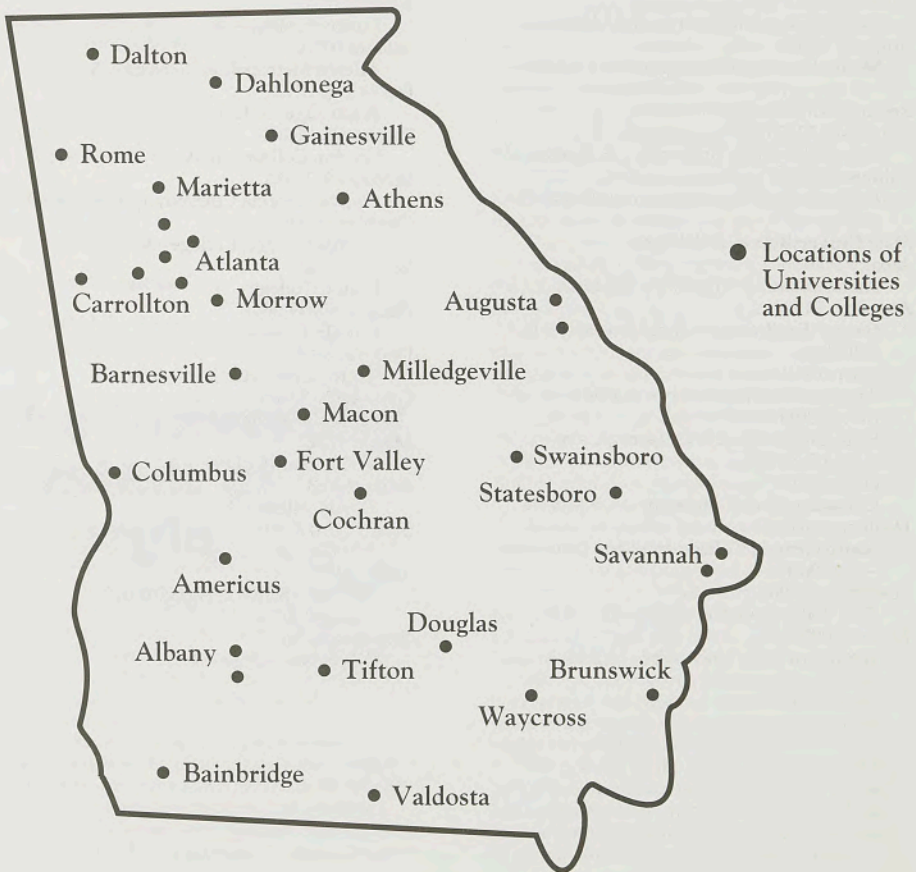 Dalton
Dahlonega
Gainesville
Rome
Marietta
Athens
Atlanta
Locations of
Universities
and Colleges
Carrollton
Morrow
Augusta
Barnesville
Milledgeville
Macon
Columbus
Fort Valley
Swainsboro
Statesboro
Cochran
Savannah
Americus
Douglas
Albany
Tifton
Brunswick
Waycross
Bainbridge
Valdosta